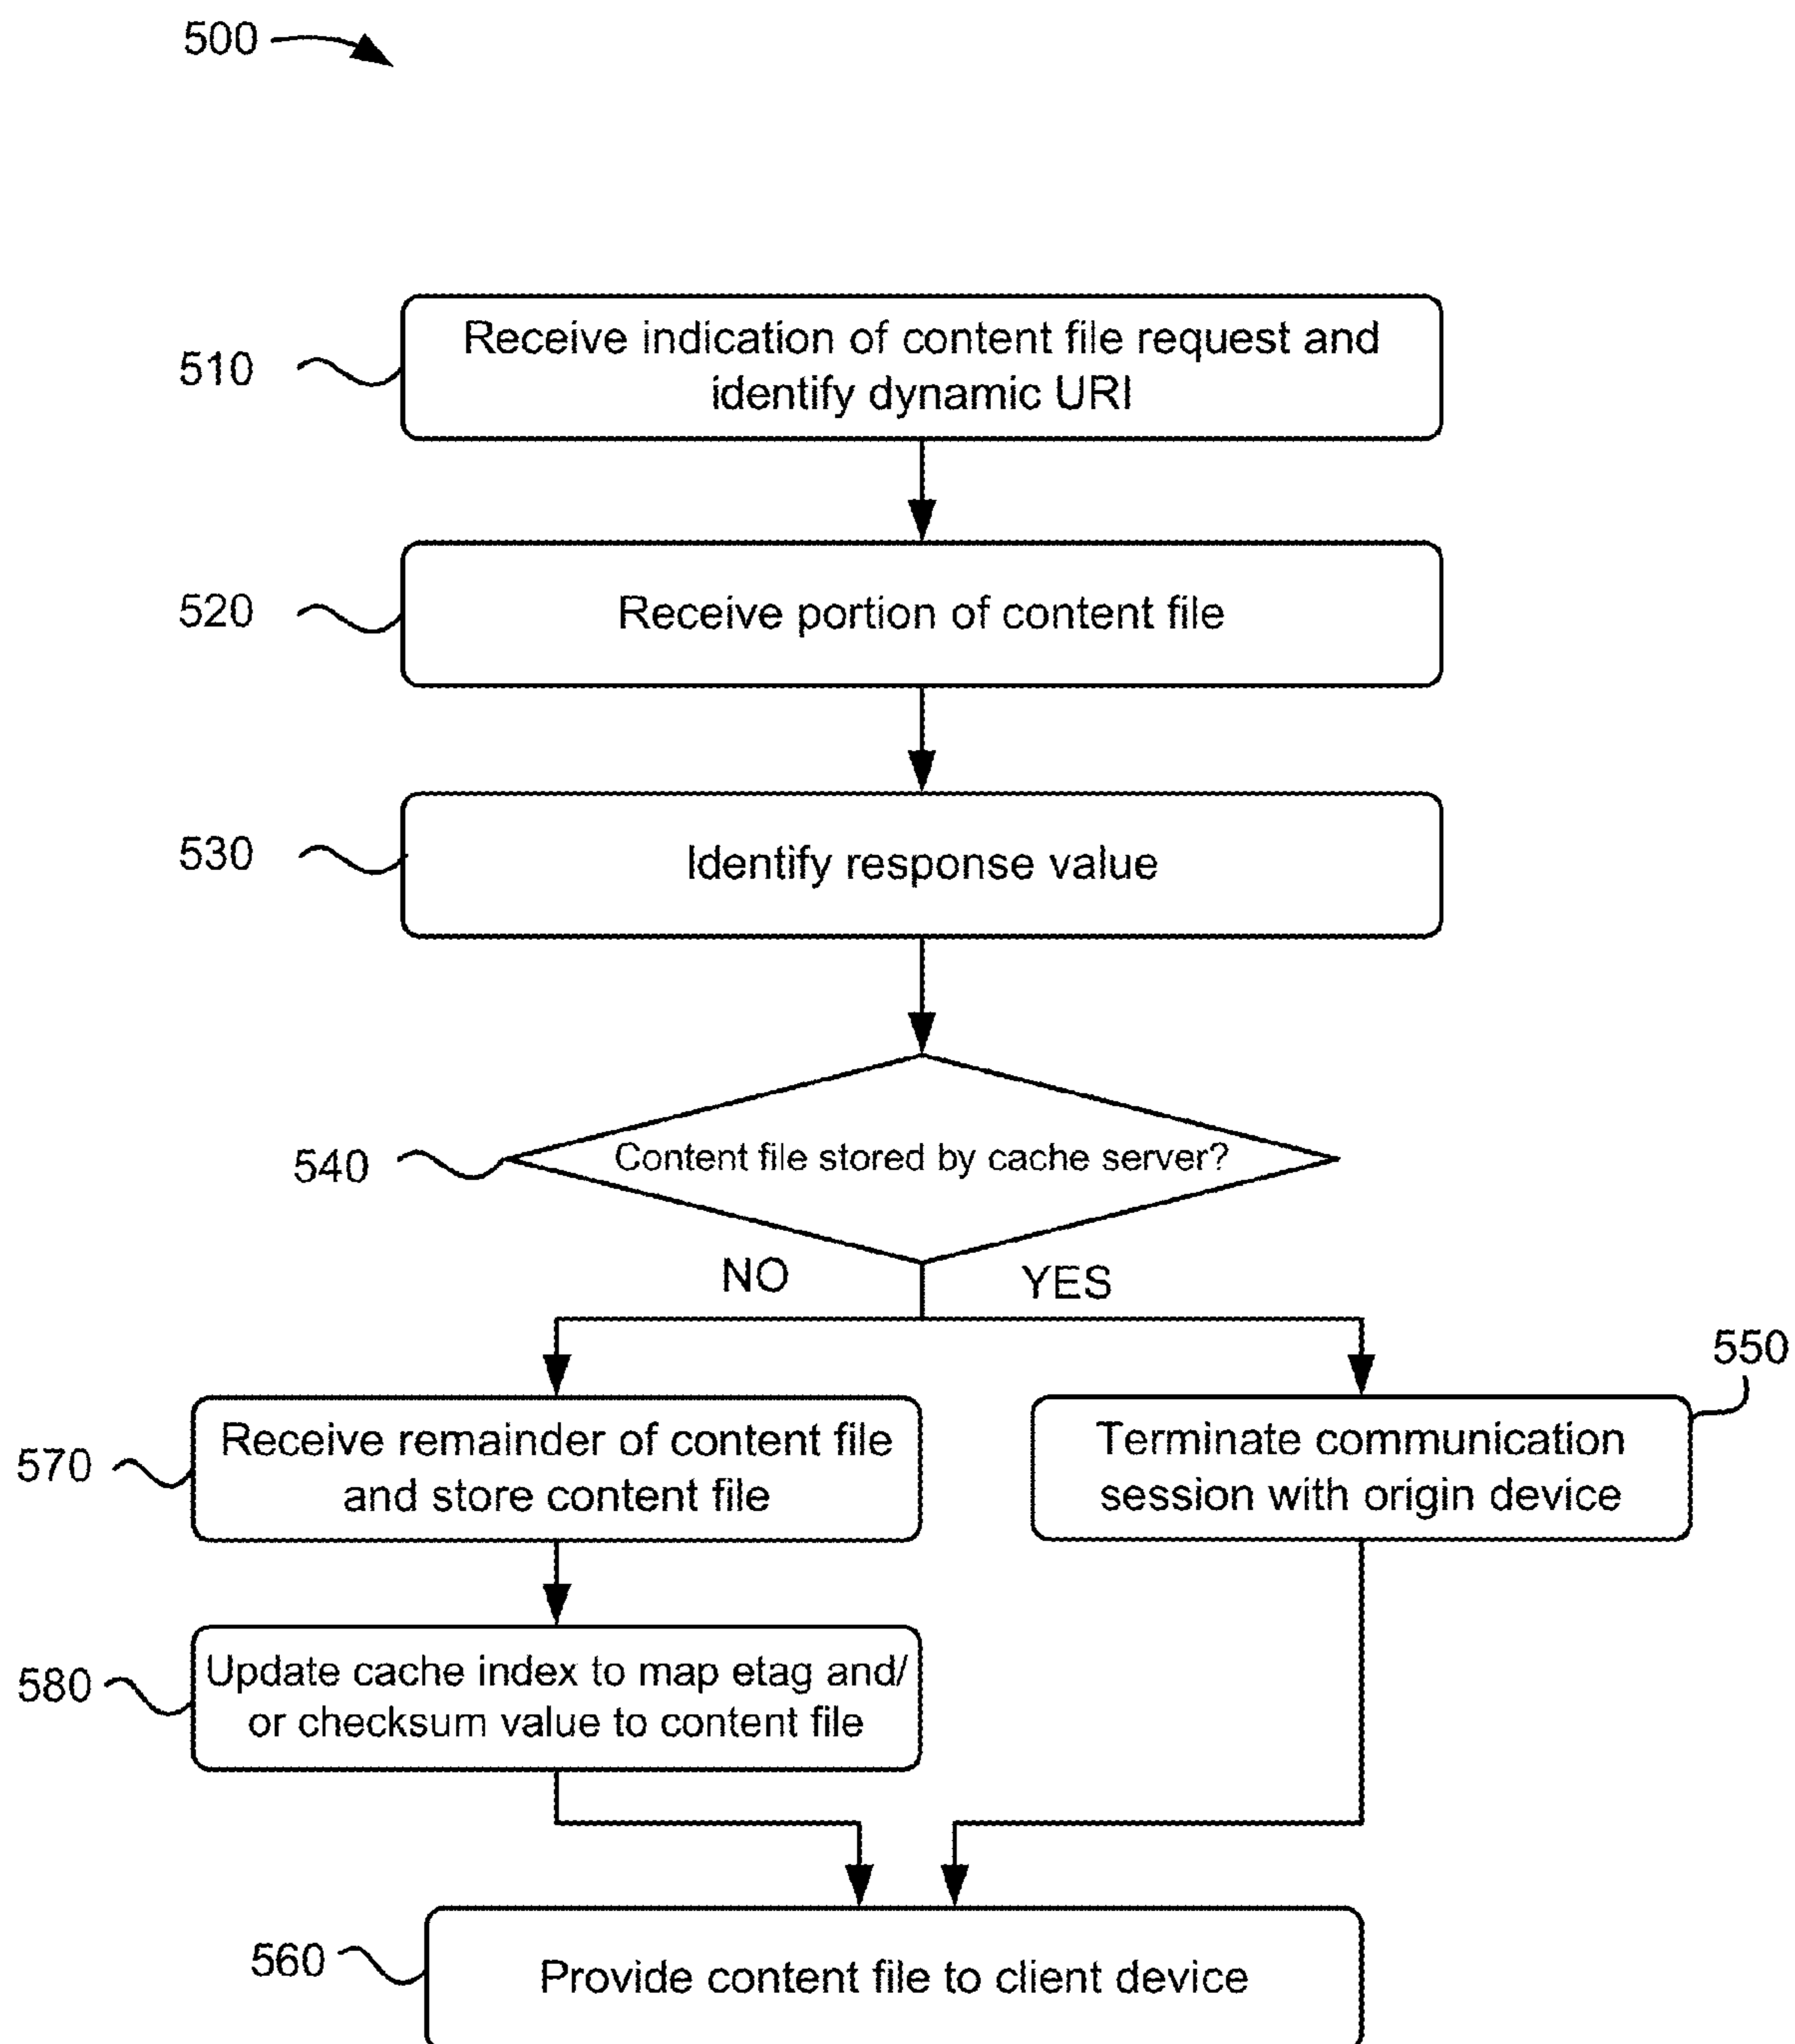 500
510
Receive indication of content file request and
identify dynamic URI
520
Receive portion of content file
530
Identify response value
540
Content file stored by cache server?
NO
YES
550
570
Receive remainder of content file
and store content file
Terminate communication
session with origin device
580
Update cache index to map etag and/
or checksum value to content file
560
Provide content file to client device